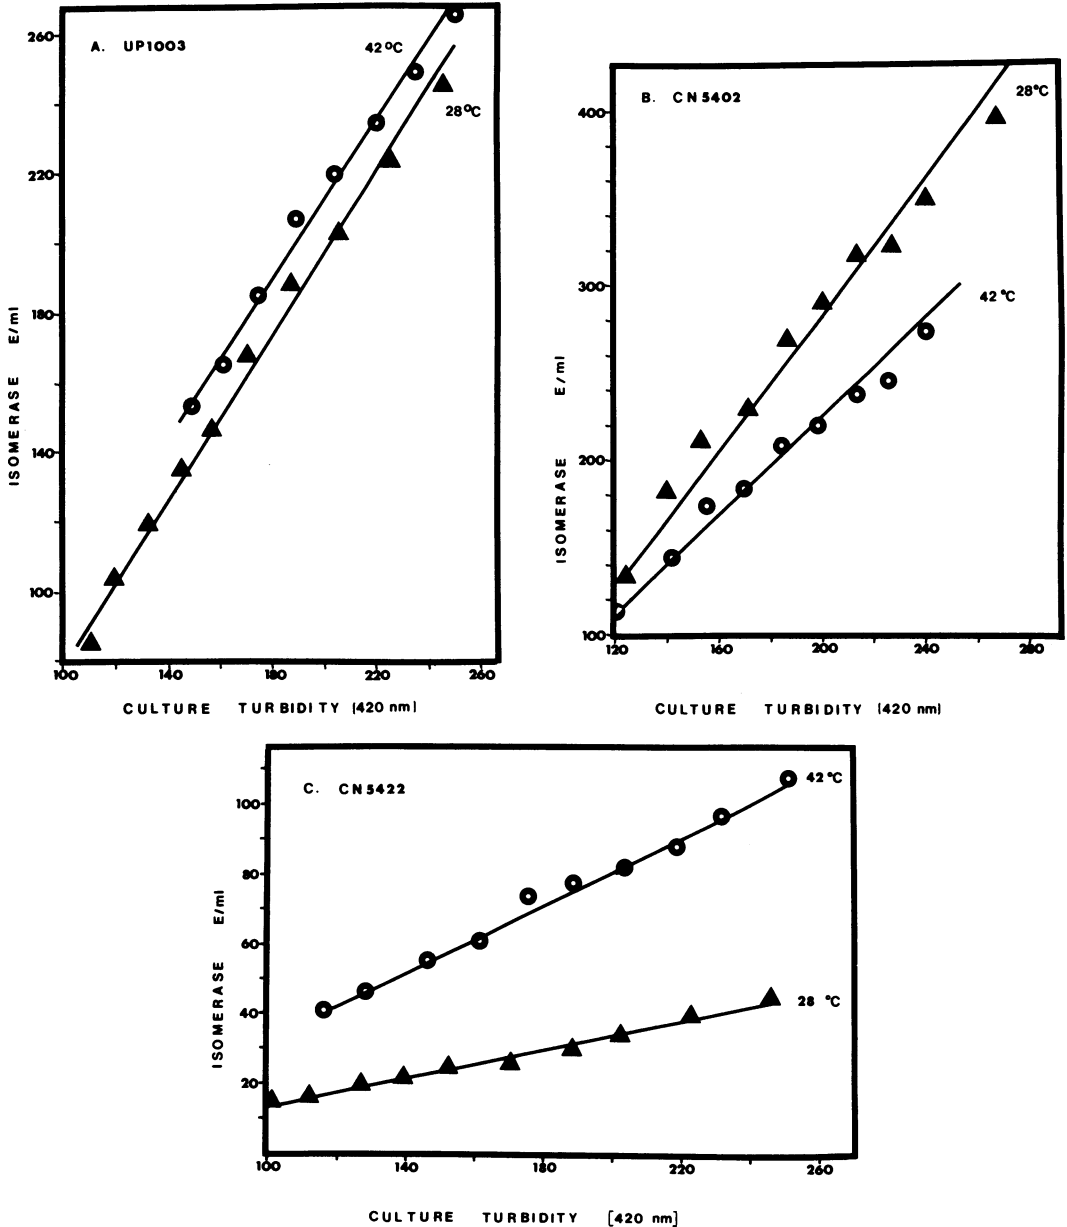 A. UP1003
42°C
28°C
260
220
180
140
100
ISOMERASE E/ml
100 140 180 220 260
CULTURE TURBIDITY (420 nm)
B. CN5402
28°C
42°C
400
300
200
100
ISOMERASE E/ml
120 160 200 240 280
CULTURE TURBIDITY (420 nm)
C. CN5422
42°C
28 °C
100
80
60
40
20
ISOMERASE E/ml
100 140 180 220 260
CULTURE TURBIDITY [420 nm]